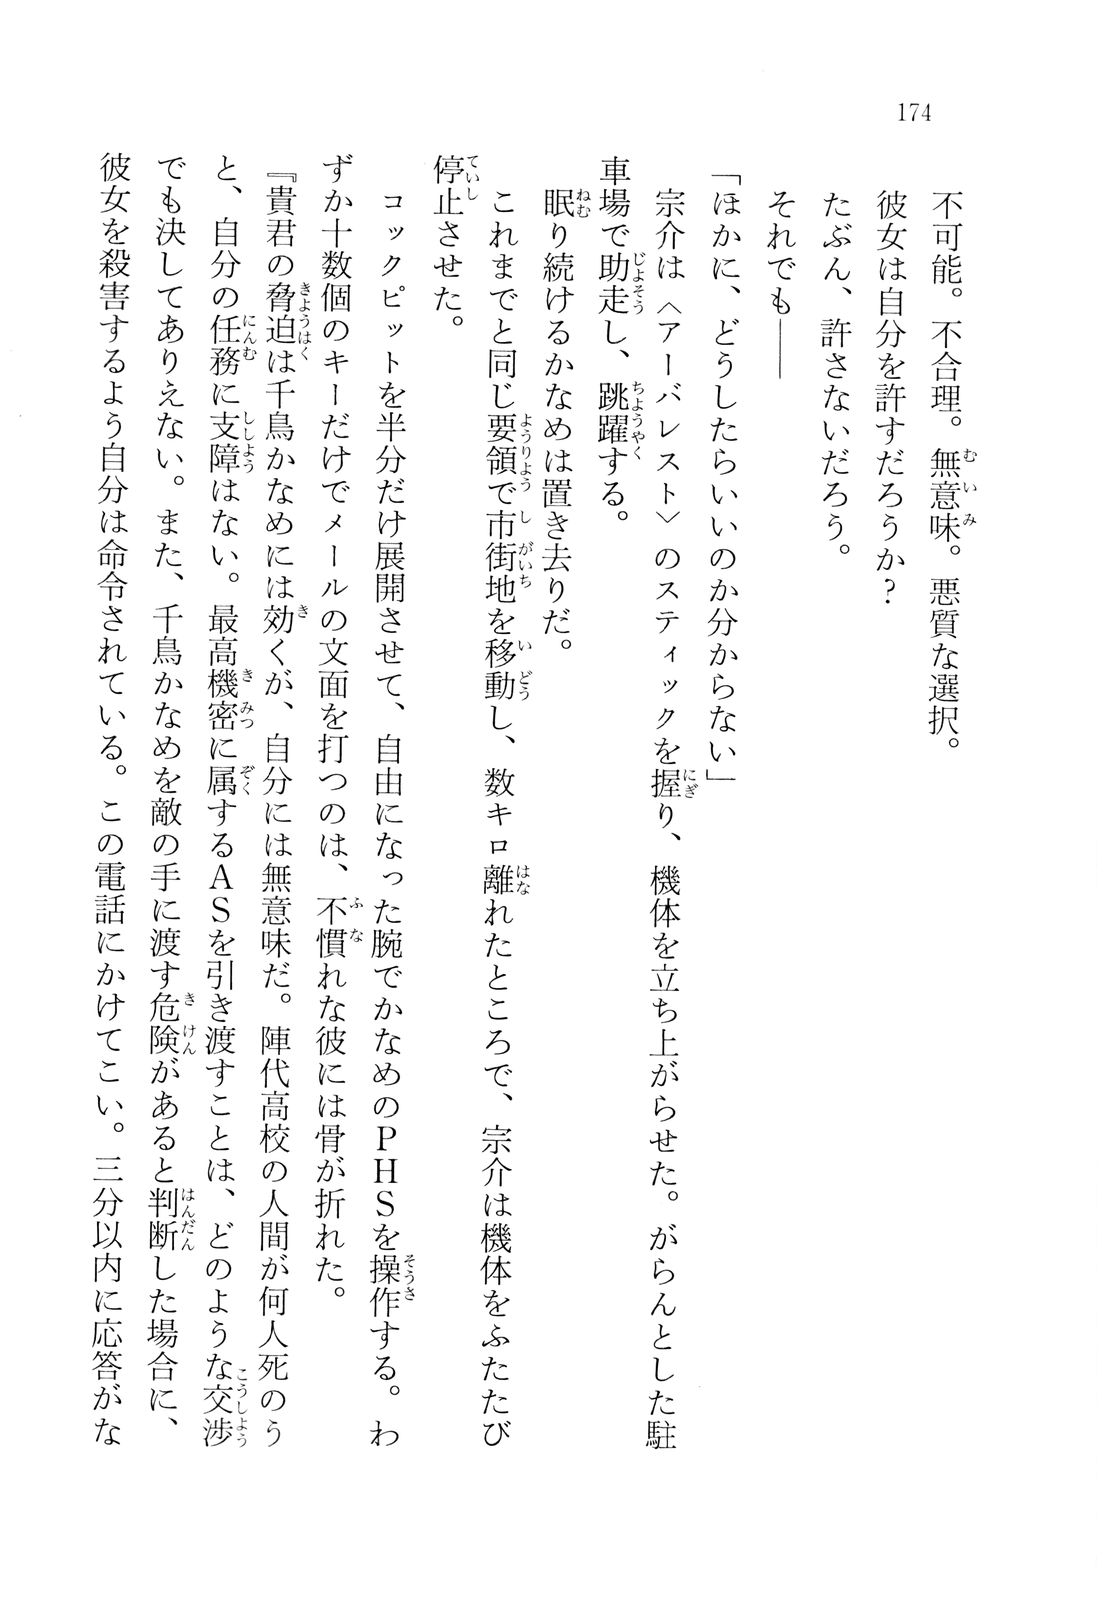 174
不可能。不合理。無意味。悪質な選択。
彼女は自分を許すだろうか？
たぶん、許さないだろう。
それでも――
「ほかに、どうしたらいいのか分からない」
宗介は〈アーバレスト〉のスティックを握り、機体を立ち上がらせた。がらんとした駐
車場で助走し、跳躍する。
眠り続けるかなめは置き去りだ。
これまでと同じ要領で市街地を移動し、数キロ離れたところで、宗介は機体をふたたび
停止させた。
コックピットを半分だけ展開させて、自由になった腕でかなめのＰＨＳを操作する。わ
ずか十数個のキーだけでメールの文面を打つのは、不慣れな彼には骨が折れた。
『貴君の脅迫は千鳥かなめには効くが、自分には無意味だ。陣代高校の人間が何人死のう
と、自分の任務に支障はない。最高機密に属するＡＳを引き渡すことは、どのような交渉
でも決してありえない。また、千鳥かなめを敵の手に渡す危険があると判断した場合に、
彼女を殺害するよう自分は命令されている。この電話にかけてこい。三分以内に応答がな